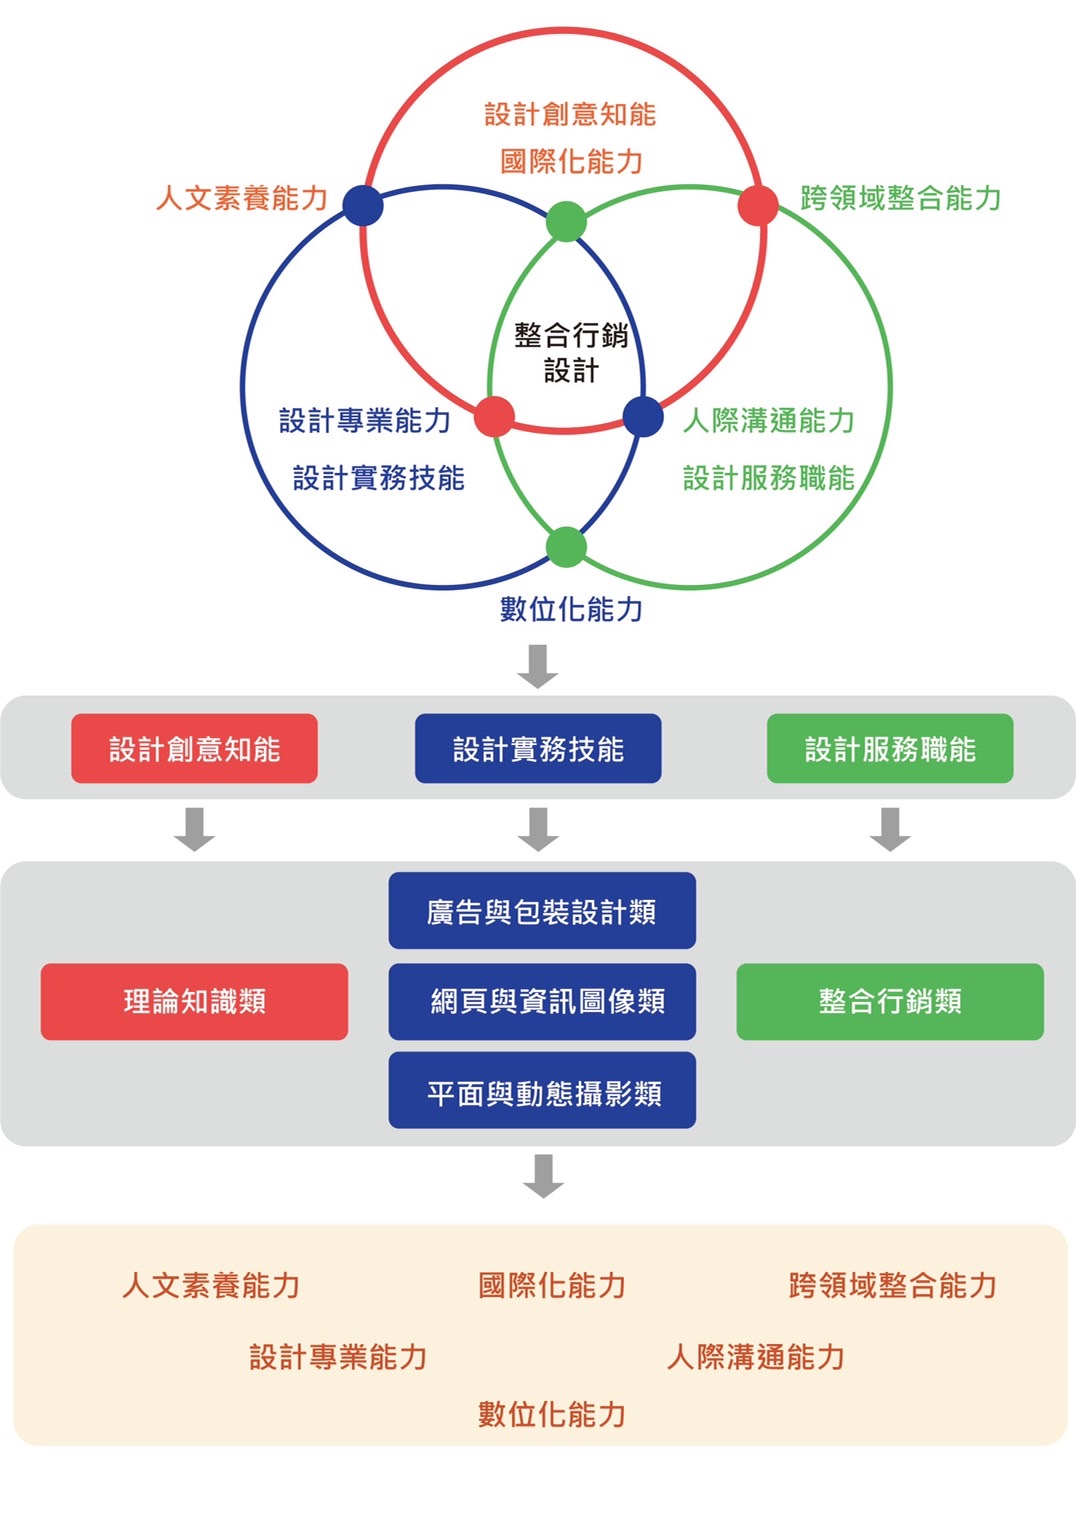 設計創意知能
國際化能力
人文素養能力
跨領域整合能力
整合行銷
設計
設計專業能力
人際溝通能力
設計實務技能
設計服務職能
數位化能力
設計創意知能
設計實務技能
設計服務職能
廣告與包裝設計類
理論知識類
網頁與資訊圖像類
整合行銷類
平面與動態攝影類
人文素養能力
國際化能力
跨領域整合能力
設計專業能力
人際溝通能力
數位化能力